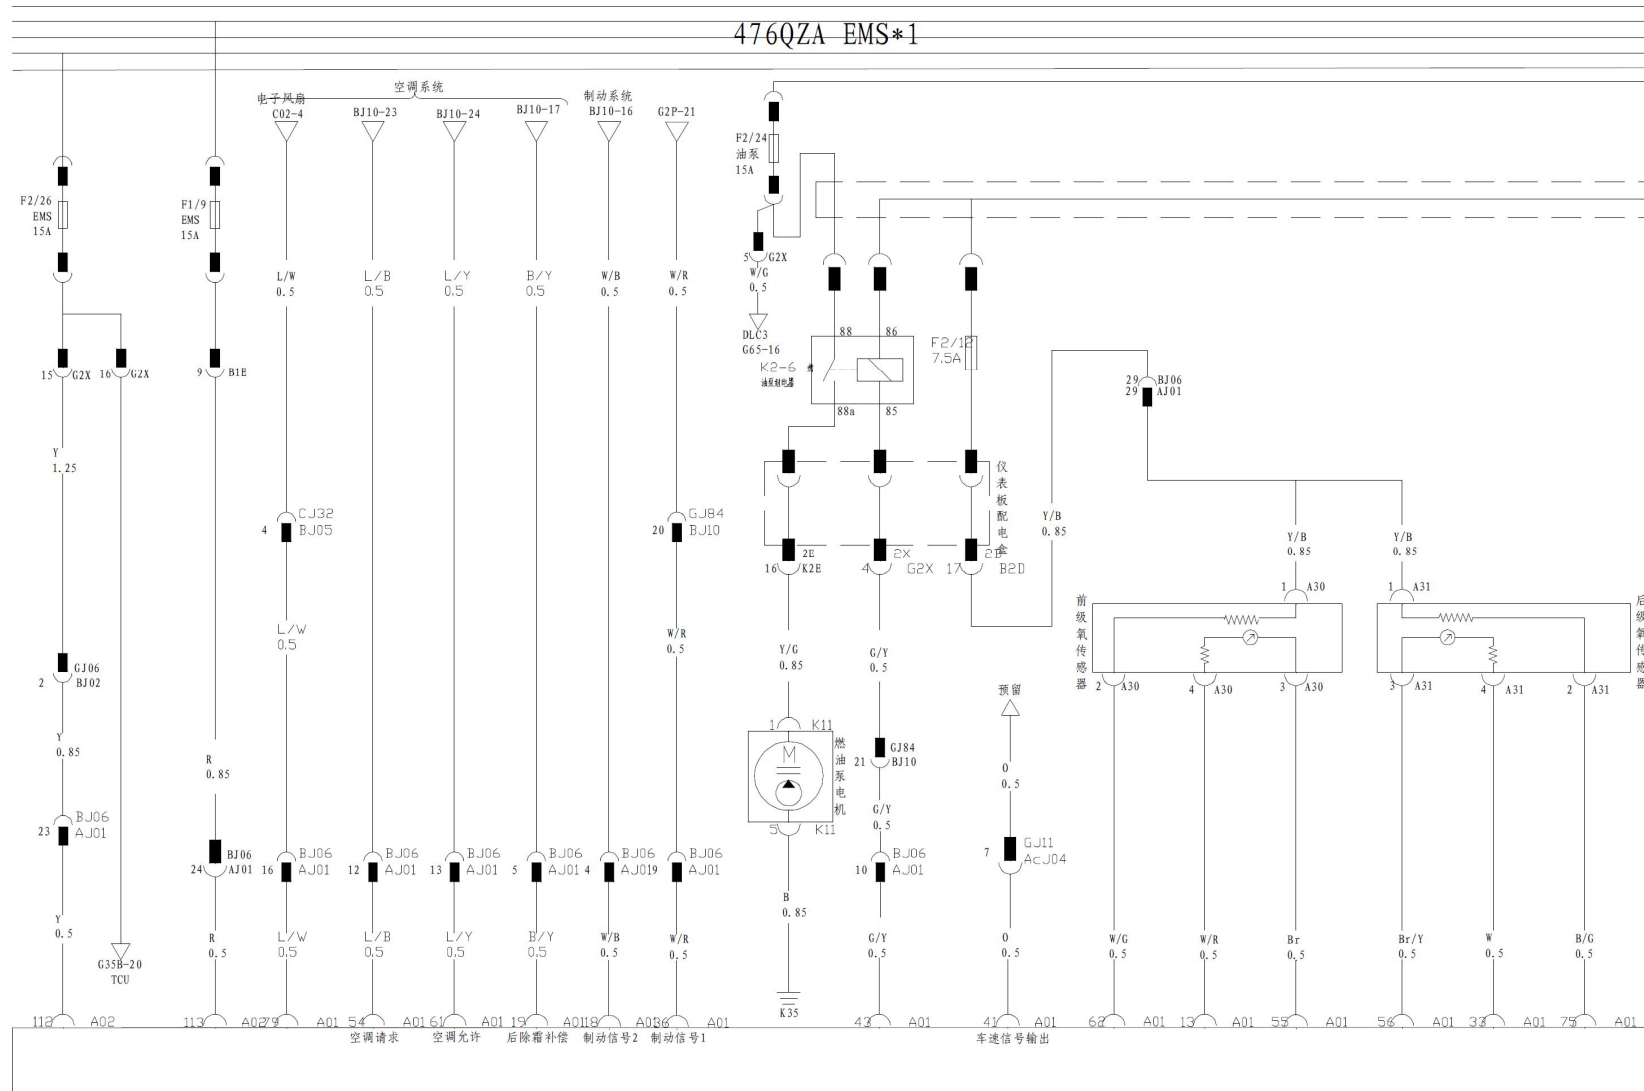 476QZA EMS*1
空调系统
电子风扇
C02-4
BJ10-23
BJ10-24
BJ10-17
制动系统
BJ10-16
G2P-21
F2/24
油泵
15A
F2/26
EMS
15A
F1/9
EMS
15A
5 G2X
W/G
0.5
DLC3
G65-16
L/W
0.5
L/B
0.5
L/Y
0.5
B/Y
0.5
W/B
0.5
W/R
0.5
88
86
K2-6
油泵继电器
88a
85
F2/12
7.5A
15 G2X
16 G2X
9 B1E
29 BJ06
29 AJ01
Y
1.25
CJ32
4 BJ05
GJ84
20 BJ10
仪表板配电盒
Y/B
0.85
Y/B
0.85
Y/B
0.85
2E
16 K2E
2X
4 G2X
2D
17 B2D
1 A30
1 A31
前级氧传感器
后级氧传感器
L/W
0.5
W/R
0.5
Y/G
0.85
G/Y
0.5
GJ06
2 BJ02
2 A30
4 A30
3 A30
3 A31
4 A31
2 A31
预留
1 K11
M
燃油泵电机
5 K11
Y
0.85
R
0.85
GJ84
21 BJ10
O
0.5
G/Y
0.5
BJ06
23 AJ01
GJ11
7 AcJ04
BJ06
24 AJ01
BJ06
16 AJ01
BJ06
12 AJ01
BJ06
13 AJ01
BJ06
5 AJ01
BJ06
4 AJ01
BJ06
9 AJ01
BJ06
10 AJ01
B
0.85
Y
0.5
R
0.5
L/W
0.5
L/B
0.5
L/Y
0.5
B/Y
0.5
W/B
0.5
W/R
0.5
G/Y
0.5
O
0.5
W/G
0.5
W/R
0.5
Br
0.5
Br/Y
0.5
W
0.5
B/G
0.5
G35B-20
TCU
K35
112 A02
113 A02
79 A01
54 A01
61 A01
19 A01
18 A01
36 A01
43 A01
41 A01
62 A01
13 A01
55 A01
56 A01
33 A01
75 A01
空调请求
空调允许
后除霜补偿
制动信号2
制动信号1
车速信号输出